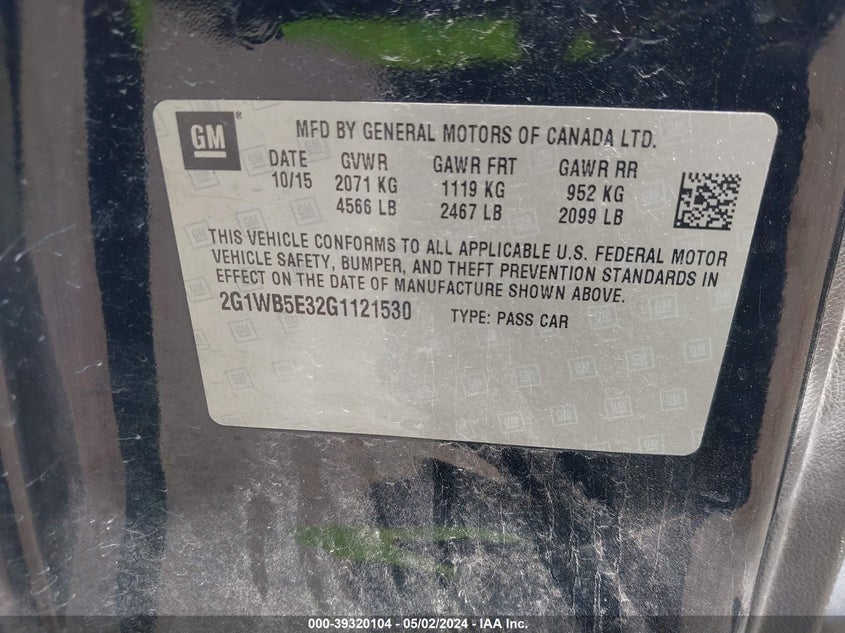 GM®
MFD BY GENERAL MOTORS OF CANADA LTD.
DATE GVWR GAWR FRT GAWR RR
10/15 2071 KG 1119 KG 952 KG
4566 LB 2467 LB 2099 LB
THIS VEHICLE CONFORMS TO ALL APPLICABLE U.S. FEDERAL MOTOR
VEHICLE SAFETY, BUMPER, AND THEFT PREVENTION STANDARDS IN
EFFECT ON THE DATE OF MANUFACTURE SHOWN ABOVE.
2G1WB5E32G1121530 TYPE: PASS CAR
000-39320104 - 05/02/2024 - IAA Inc.